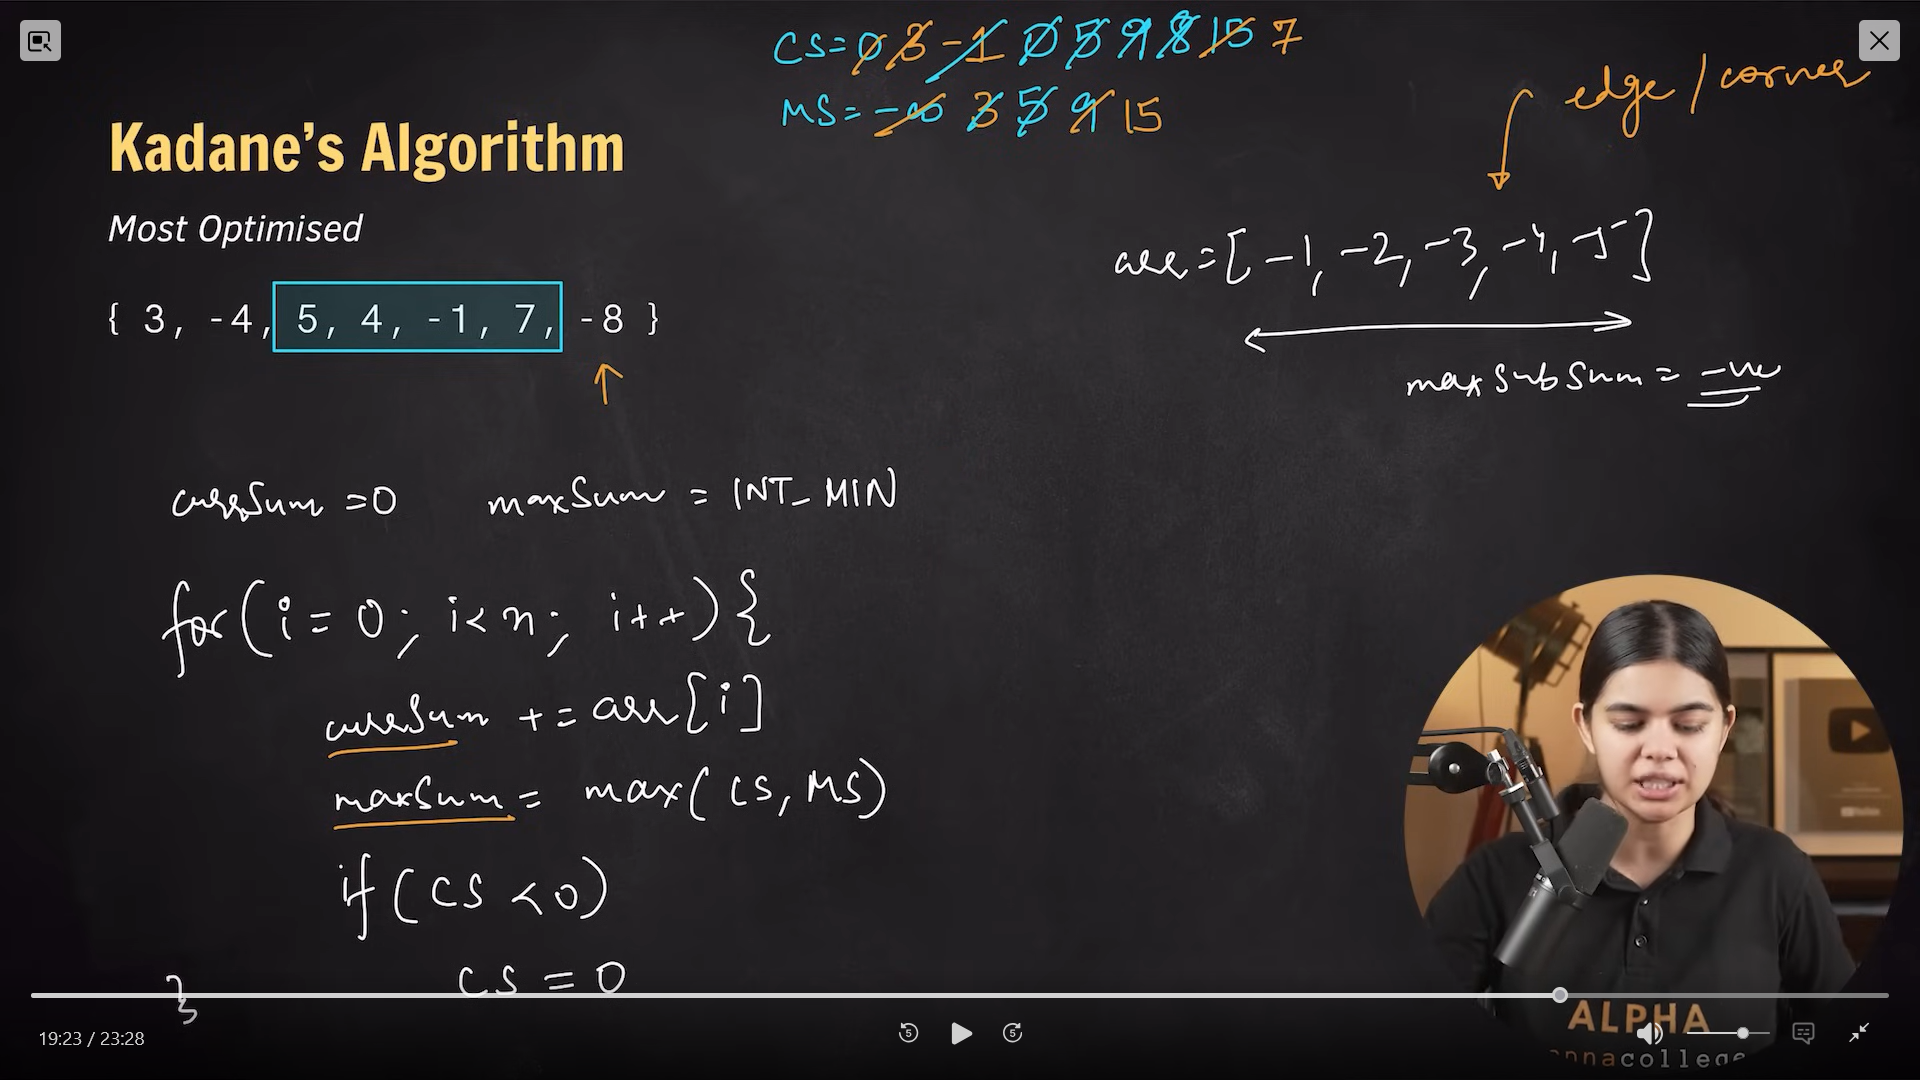 CS = 0 3 -1 0 5 9 8 15 7
MS = -∞ 3 5 9 15
edge / corner
Kadane's Algorithm
Most Optimised
arr = [ -1, -2, -3, -4, -5 ]
{ 3, -4, 5, 4, -1, 7, -8 }
maxSubSum = -ve
currSum = 0 maxSum = INT_MIN
for( i = 0; i < n; i++ ) {
currSum += arr[i]
maxSum = max( CS, MS )
if ( CS < 0 )
CS = 0
}
19:23 / 23:28
5
5
ALPHA